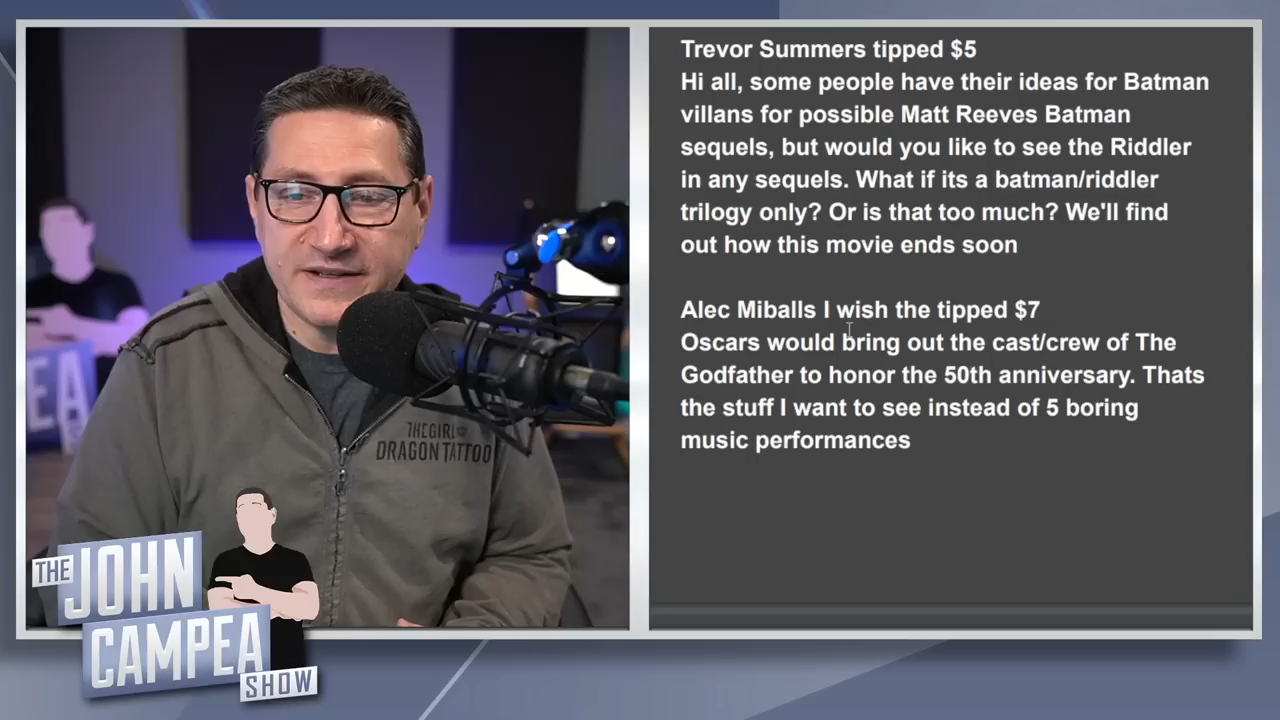 Trevor Summers tipped $5
Hi all, some people have their ideas for Batman
villans for possible Matt Reeves Batman
sequels, but would you like to see the Riddler
in any sequels. What if its a batman/riddler
trilogy only? Or is that too much? We'll find
out how this movie ends soon
Alec Miballs I wish the tipped $7
Oscars would bring out the cast/crew of The
Godfather to honor the 50th anniversary. Thats
the stuff I want to see instead of 5 boring
music performances
THE GIRL
DRAGON TATTOO
THE
JOHN
CAMPEA
SHOW